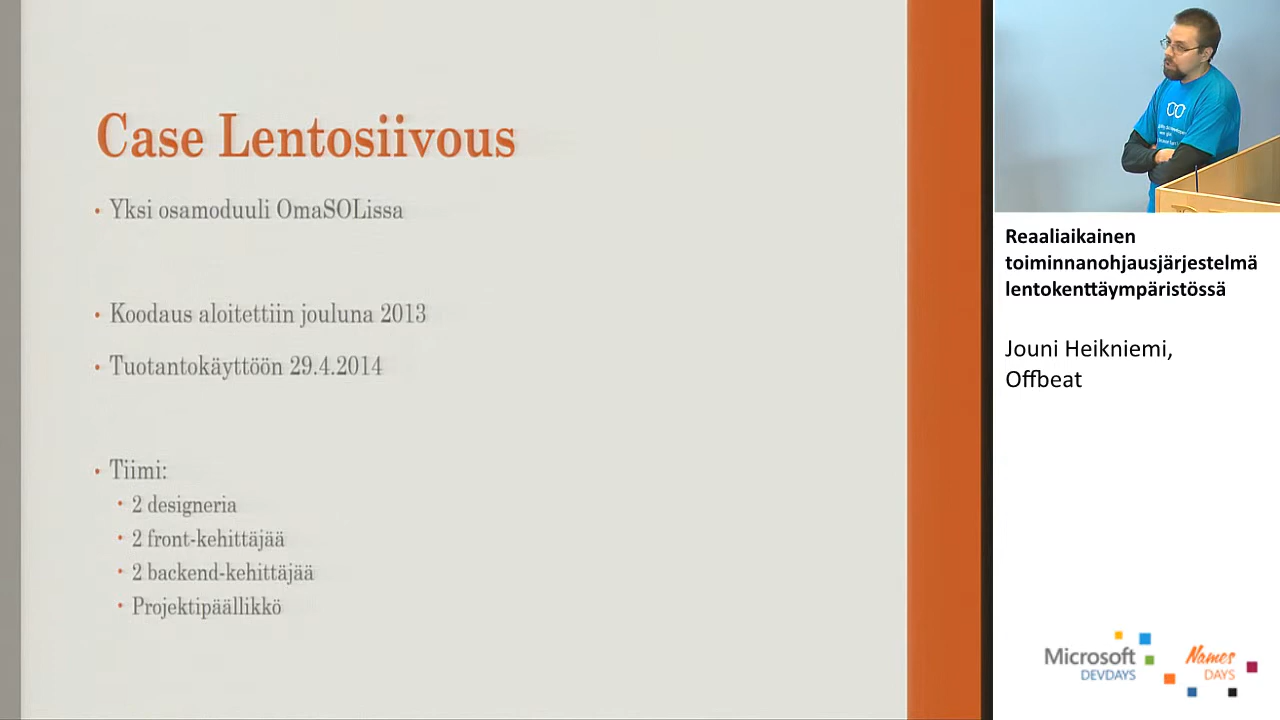 Case Lentosiivous
• Yksi osamoduuli OmaSOLissa
• Koodaus aloitettiin jouluna 2013
• Tuotantokäyttöön 29.4.2014
• Tiimi:
• 2 designeria
• 2 front-kehittäjää
• 2 backend-kehittäjää
• Projektipäällikkö
Reaaliaikainen
toiminnanohjausjärjestelmä
lentokenttäympäristössä
Jouni Heikniemi,
Offbeat
Microsoft
DEVDAYS
Names
DAYS